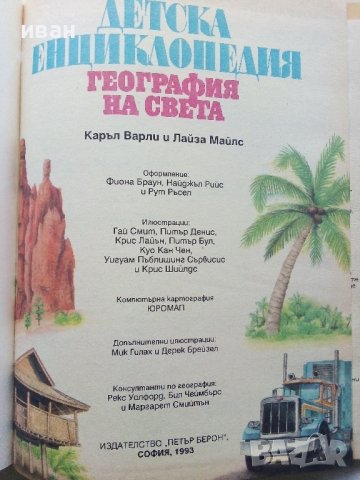 иван
ДЕТСКА
ЕНЦИКЛОПЕДИЯ
ГЕОГРАФИЯ
НА СВЕТА
Каръл Варли и Лайза Майлс
Оформление:
Фиона Браун, Найджъл Рийс
и Рут Ръсел
Илюстрации:
Гай Смит, Питър Денис,
Крис Лайън, Питър Бул,
Куо Кан Чен,
Уигуам Пъблишинг Сървисис
и Крис Шийлдс
Компютърна картография
ЮРОМАП
Допълнителни илюстрации:
Мик Гилах и Дерек Брейзел
Консултанти по география:
Рекс Уолфорд, Бил Чеймбърс
и Маргарет Смийтън
ИЗДАТЕЛСТВО „ПЕТЪР БЕРОН",
СОФИЯ, 1993
BAZAR